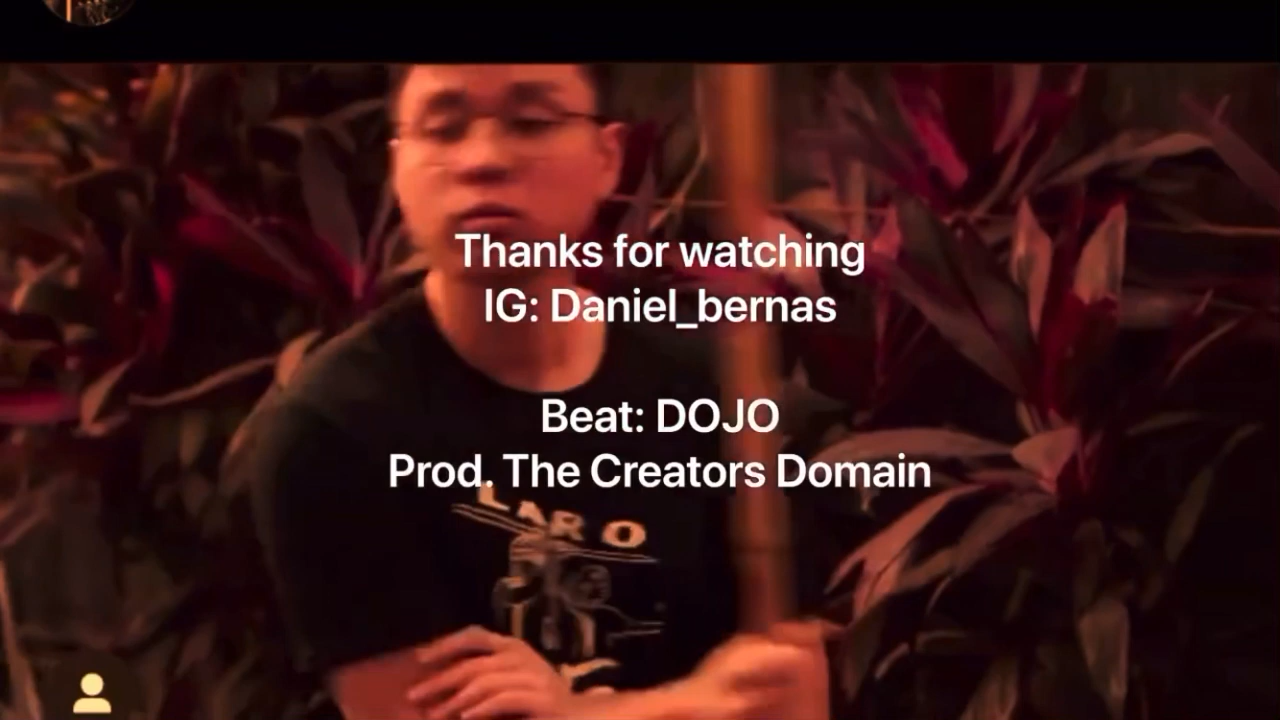 Thanks for watching
IG: Daniel_bernas
Beat: DOJO
Prod. The Creators Domain
LARO